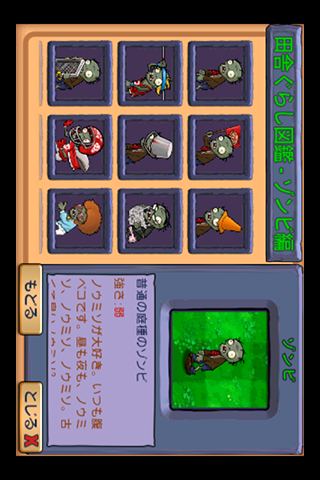 田舎ぐらし図鑑 - ゾンビ編
ゾンビ
普通の庭種のゾンビ
強さ:弱
ノウミソが大好き。いつも腹
ペコです。昼も夜も、ノウミ
ソ、ノウミソ、ノウミソ。古
もどる
とじる X